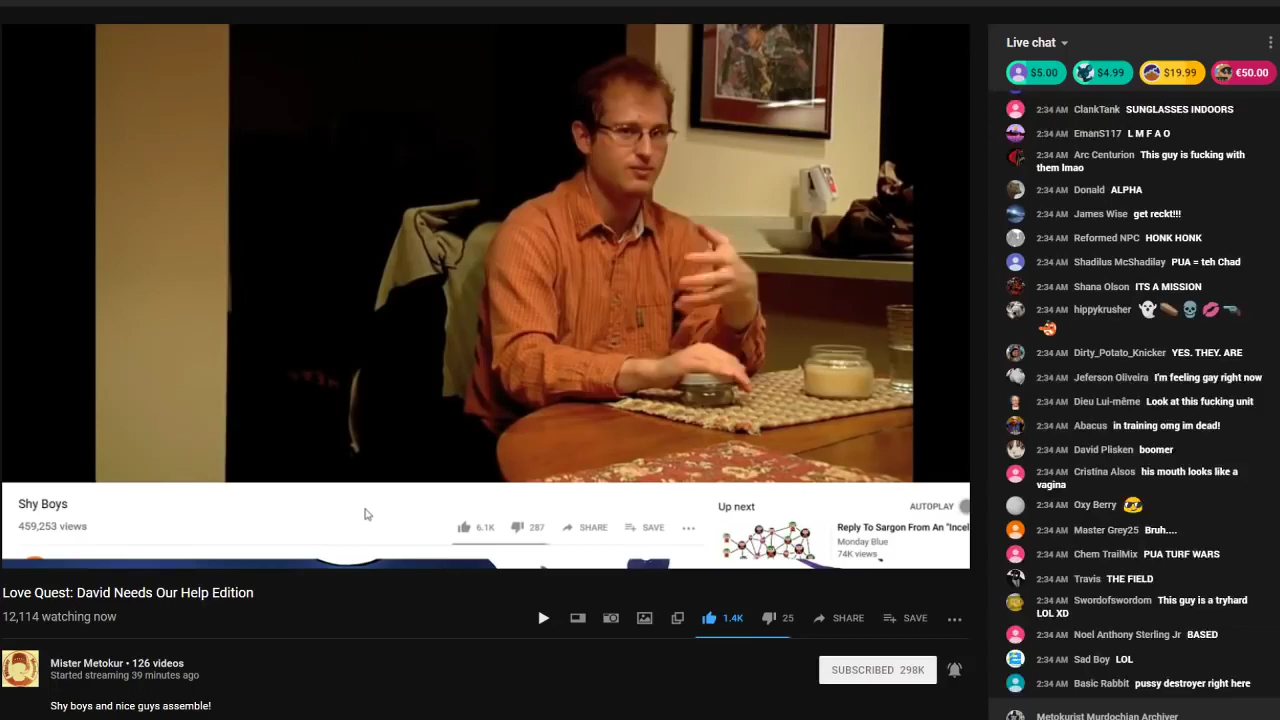 Live chat
$5.00 $4.99 $19.99 €50.00
2:34 AM ClankTank SUNGLASSES INDOORS
2:34 AM EmanS117 L M F A O
2:34 AM Arc Centurion This guy is fucking with
them lmao
2:34 AM Donald ALPHA
2:34 AM James Wise get reckt!!!
2:34 AM Reformed NPC HONK HONK
2:34 AM Shadilus McShadilay PUA = teh Chad
2:34 AM Shana Olson ITS A MISSION
2:34 AM hippykrusher
2:34 AM Dirty_Potato_Knicker YES. THEY. ARE
2:34 AM Jeferson Oliveira I'm feeling gay right now
2:34 AM Dieu Lui-même Look at this fucking unit
2:34 AM Abacus in training omg im dead!
2:34 AM David Plisken boomer
2:34 AM Cristina Alsos his mouth looks like a
vagina
2:34 AM Oxy Berry
2:34 AM Master Grey25 Bruh....
2:34 AM Chem TrailMix PUA TURF WARS
2:34 AM Travis THE FIELD
2:34 AM Swordofswordom This guy is a tryhard
LOL XD
2:34 AM Noel Anthony Sterling Jr BASED
2:34 AM Sad Boy LOL
2:34 AM Basic Rabbit pussy destroyer right here
Metokurist Murdochian Archiver
Shy Boys
459,253 views
6.1K 287 SHARE SAVE
Up next AUTOPLAY
Reply To Sargon From An "Incel
Monday Blue
74K views
Love Quest: David Needs Our Help Edition
12,114 watching now
1.4K 25 SHARE SAVE
Mister Metokur • 126 videos
Started streaming 39 minutes ago
SUBSCRIBED 298K
Shy boys and nice guys assemble!